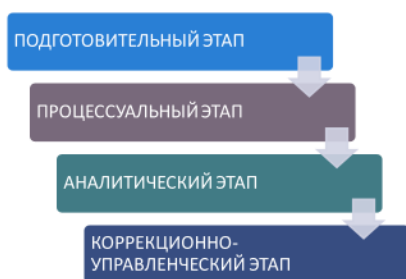 ПОДГОТОВИТЕЛЬНЫЙ ЭТАП
ПРОЦЕССУАЛЬНЫЙ ЭТАП
АНАЛИТИЧЕСКИЙ ЭТАП
КОРРЕКЦИОННО-
УПРАВЛЕНЧЕСКИЙ ЭТАП